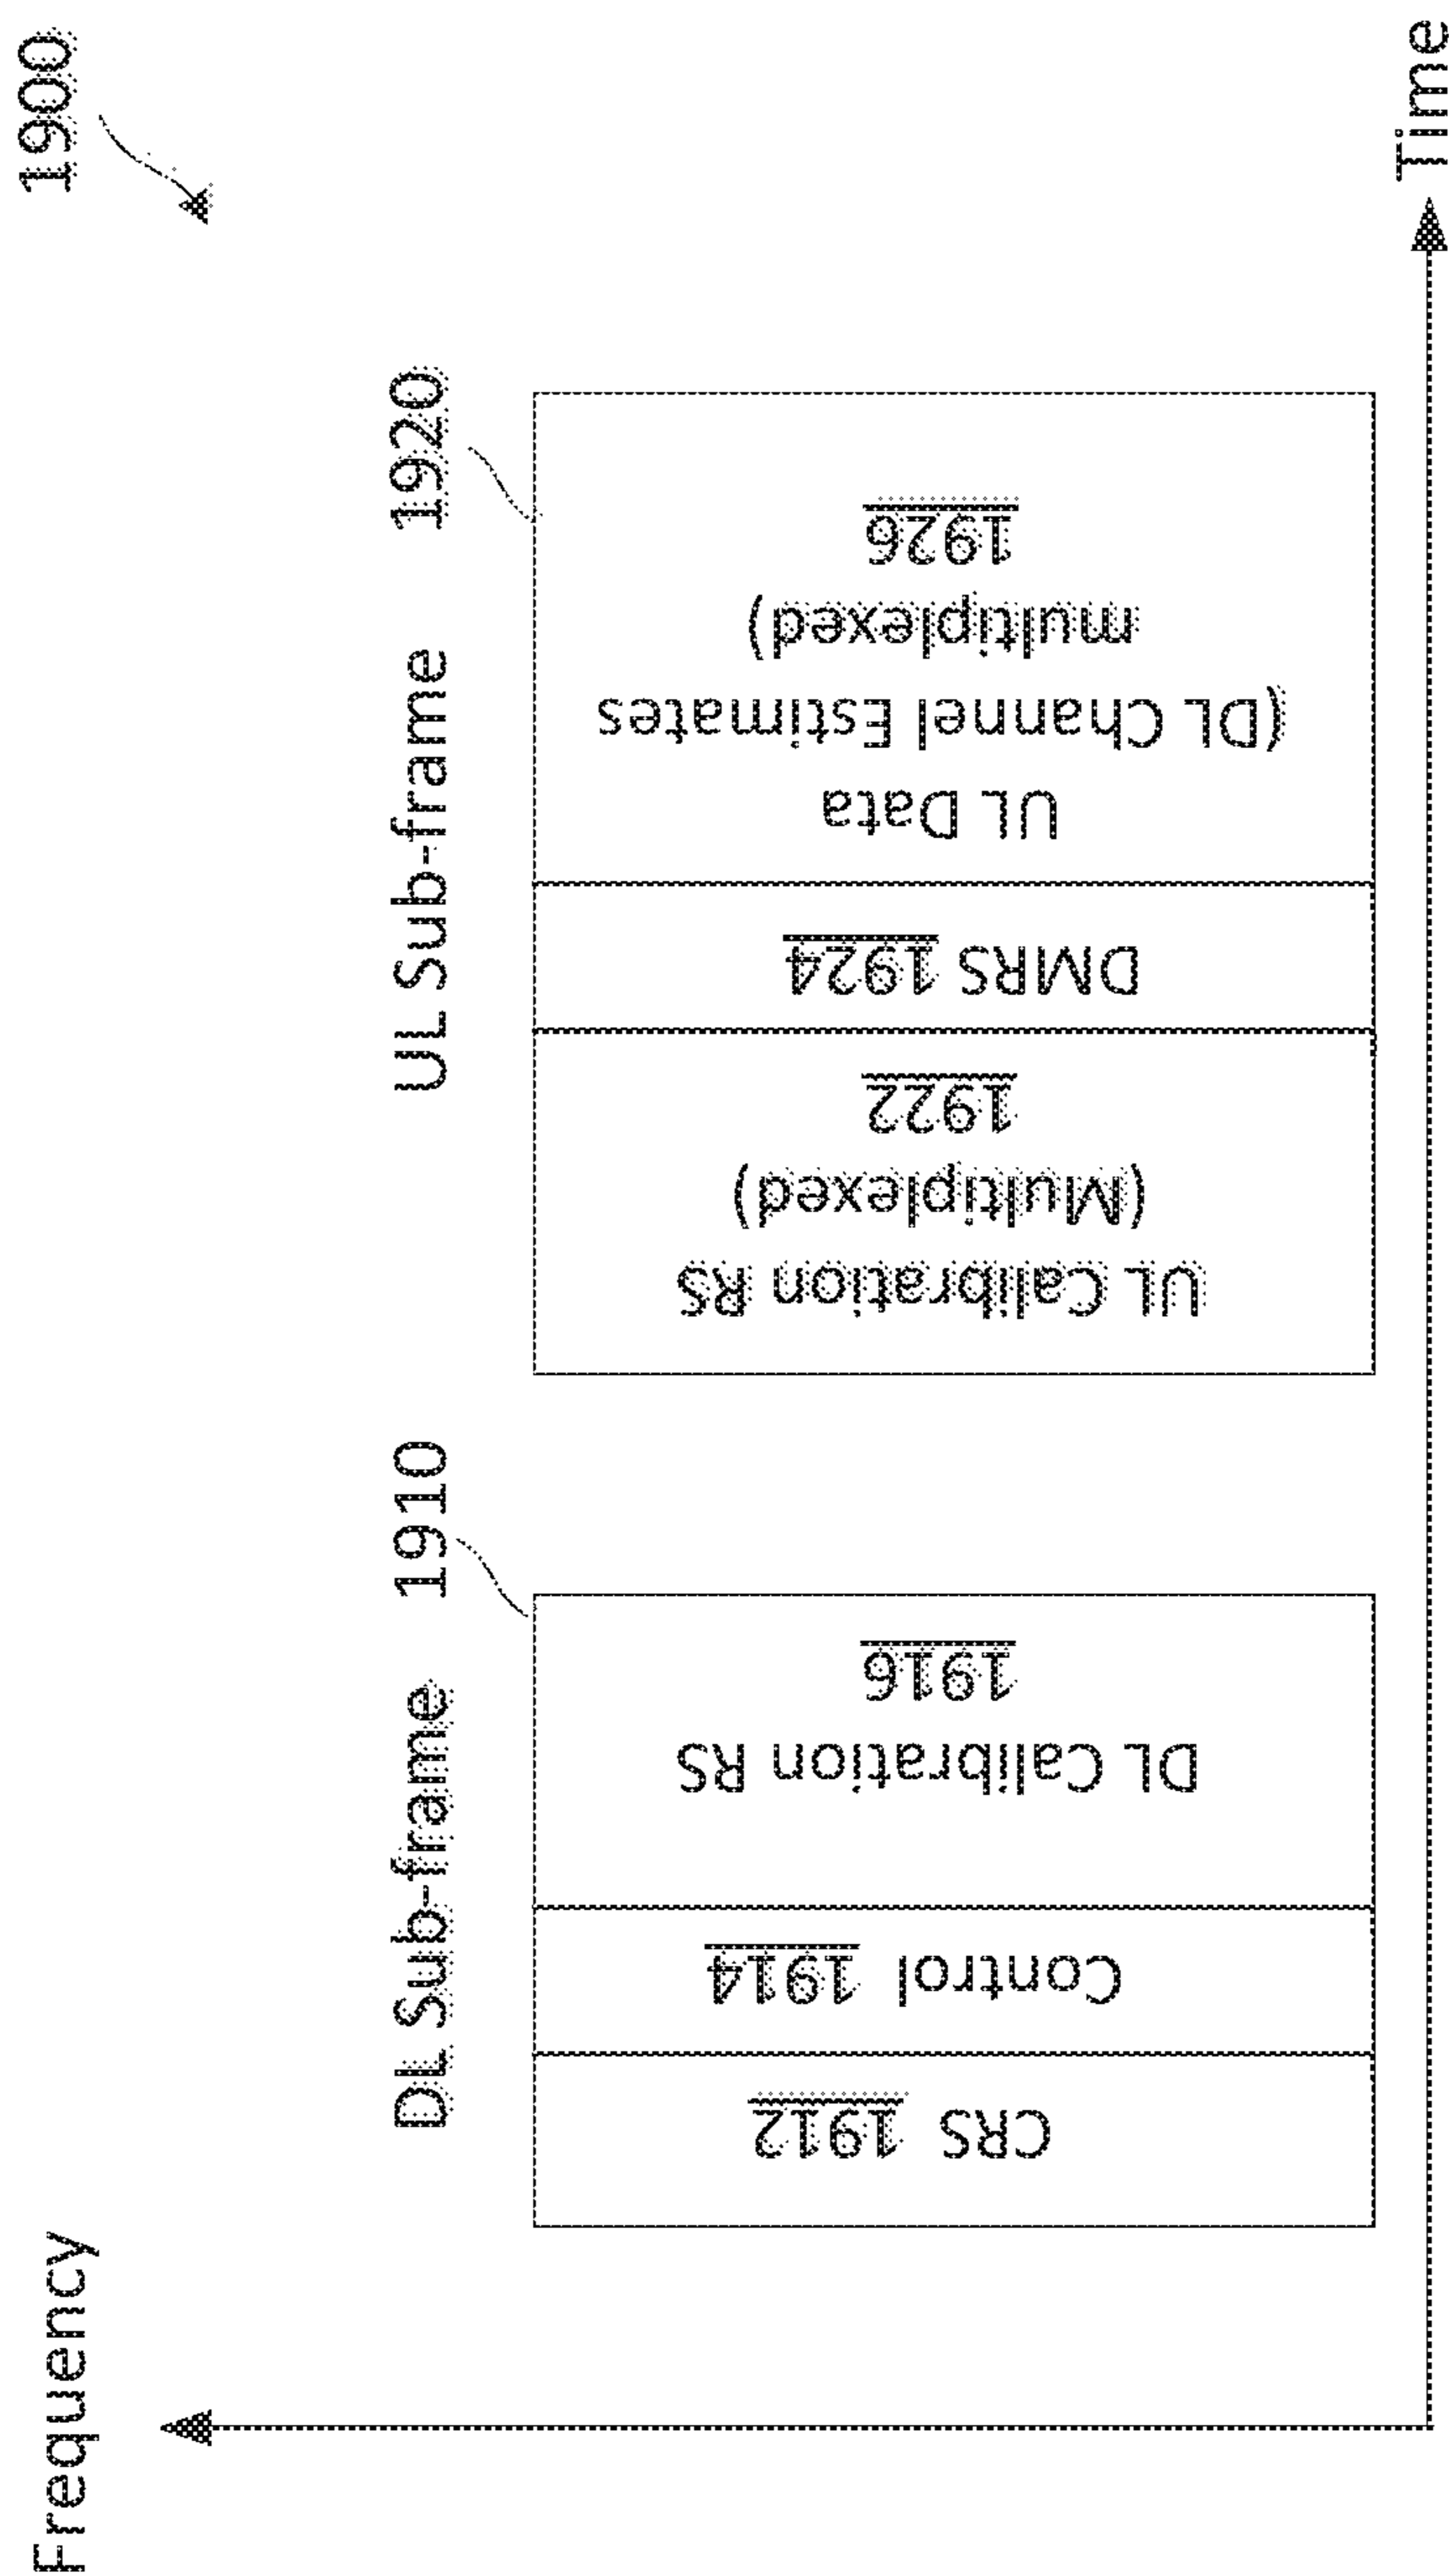 1900
Frequency
DL Sub-frame 1910
UL Sub-frame 1920
CRS 1912
Control 1914
DL Calibration RS
1916
UL Calibration RS
(Multiplexed)
1922
DMRS 1924
UL Data
(DL Channel Estimates
multiplexed)
1926
Time